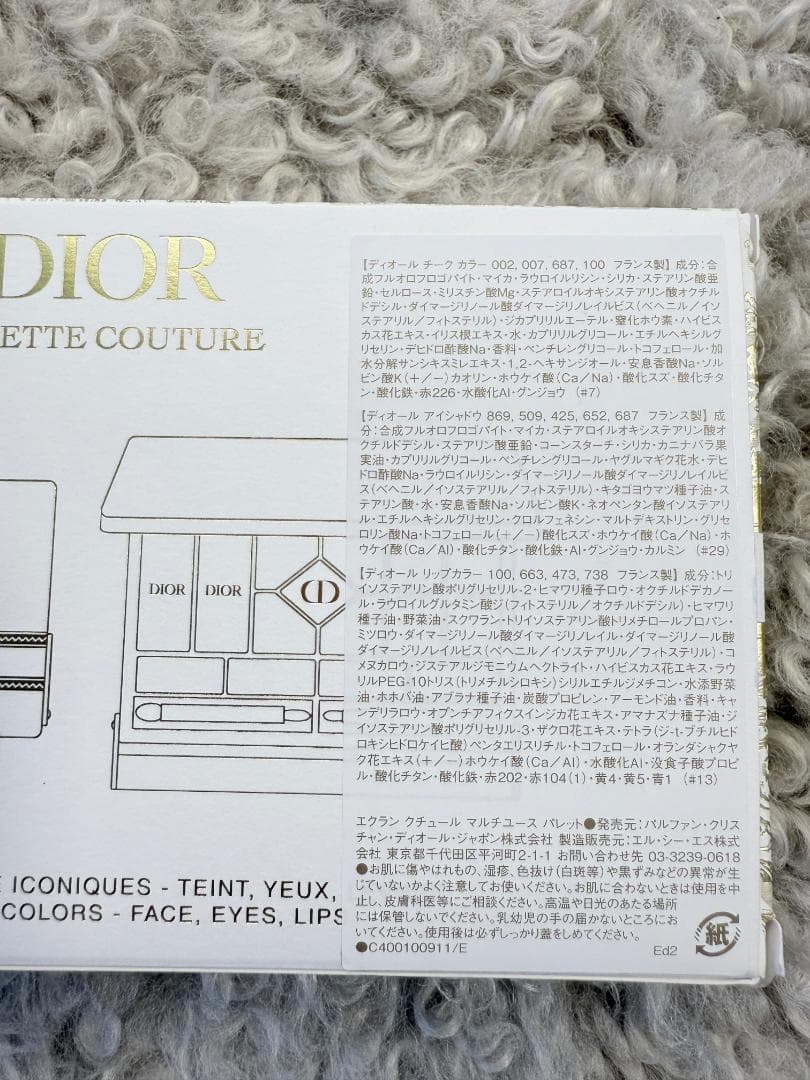 DIOR
ETTE COUTURE
DIOR
DIOR
CD
ICONIQUES - TEINT, YEUX,
COLORS - FACE, EYES, LIPS
【ディオール チーク カラー 002, 007, 687, 100 フランス製】成分：合
成フルオロフロゴパイト・マイカ・ラウロイルリシン・シリカ・ステアリン酸亜
鉛・セルロース・ミリスチン酸Mg・ステアロイルオキシステアリン酸オクチル
ドデシル・ダイマージリノール酸ダイマージリノレイルビス(ベヘニル／イソ
ステアリル／フィトステリル)・ジカプリリルエーテル・窒化ホウ素・ハイビス
カス花エキス・イリス根エキス・水・カプリリルグリコール・エチルヘキシルグ
リセリン・デヒドロ酢酸Na・香料・ペンチレングリコール・トコフェロール・加
水分解サンシキスミレエキス・1,2-ヘキサンジオール・安息香酸Na・ソル
ビン酸K(+／-)カオリン・ホウケイ酸(Ca／Na)・酸化スズ・酸化チタ
ン・酸化鉄・赤226・水酸化Al・グンジョウ (#7)
【ディオール アイシャドウ 869, 509, 425, 652, 687 フランス製】成
分：合成フルオロフロゴパイト・マイカ・ステアロイルオキシステアリン酸オ
クチルドデシル・ステアリン酸亜鉛・コーンスターチ・シリカ・カニナバラ果
実油・カプリリルグリコール・ペンチレングリコール・ヤグルマギク花水・デヒ
ドロ酢酸Na・ラウロイルリシン・ダイマージリノール酸ダイマージリノレイルビ
ス(ベヘニル／イソステアリル／フィトステリル)・キタゴヨウマツ種子油・ス
テアリン酸・水・安息香酸Na・ソルビン酸K・ネオペンタン酸イソステアリ
ル・エチルヘキシルグリセリン・クロルフェネシン・マルトデキストリン・グリセ
ロリン酸Na・トコフェロール(+／-)酸化スズ・ホウケイ酸(Ca／Na)・ホ
ウケイ酸(Ca／Al)・酸化チタン・酸化鉄・Al・グンジョウ・カルミン (#29)
【ディオール リップカラー 100, 663, 473, 738 フランス製】成分：トリ
イソステアリン酸ポリグリセリル-2・ヒマワリ種子ロウ・オクチルドデカノー
ル・ラウロイルグルタミン酸ジ(フィトステリル／オクチルドデシル)・ヒマワリ
種子油・野菜油・スクワラン・トリイソステアリン酸トリメチロールプロパン・
ミツロウ・ダイマージリノール酸ダイマージリノレイル・ダイマージリノール酸
ダイマージリノレイルビス(ベヘニル／イソステアリル／フィトステリル)・コ
メヌカロウ・ジステアルジモニウムヘクトライト・ハイビスカス花エキス・ラウ
リルPEG-10トリス(トリメチルシロキシ)シリルエチルジメチコン・水添野菜
油・ホホバ油・アブラナ種子油・炭酸プロピレン・アーモンド油・香料・キャ
ンデリラロウ・オプンチアフィクスインジカ花エキス・アマナズナ種子油・ジ
イソステアリン酸ポリグリセリル-3・ザクロ花エキス・テトラ(ジ-t-ブチルヒド
ロキシヒドロケイヒ酸)ペンタエリスリチル・トコフェロール・オランダシャクヤ
ク花エキス(+／-)ホウケイ酸(Ca／Al)・水酸化Al・没食子酸プロピ
ル・酸化チタン・酸化鉄・赤202・赤104(1)・黄4・黄5・青1 (#13)
エクラン クチュール マルチユース パレット●発売元：パルファン・クリス
チャン・ディオール・ジャポン株式会社 製造販売元：エル・シー・エス株式
会社 東京都千代田区平河町2-1-1 お問い合わせ先 03-3239-0618
●お肌に傷やはれもの、湿疹、色抜け(白斑等)や黒ずみなどの異常が生
じていないかよく注意してお使いください。お肌に合わないときは使用を中
止し、皮膚科医等にご相談ください。高温や日光のあたる場所
には保管しないでください。乳幼児の手の届かないところにお
いてください。使用後は必ずしっかり蓋をしめてください。
●C400100911/E Ed2
紙